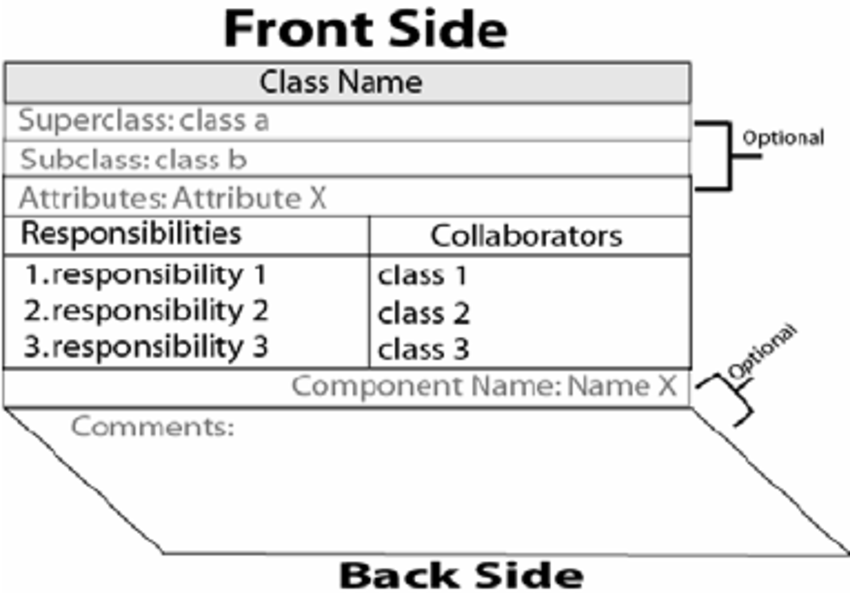 Front Side
Class Name
Superclass: class a
Optional
Subclass: class b
Attributes: Attribute X
Responsibilities Collaborators
1.responsibility 1 class 1
2.responsibility 2 class 2
3.responsibility 3 class 3
Optional
Component Name: Name X
Comments:
Back Side